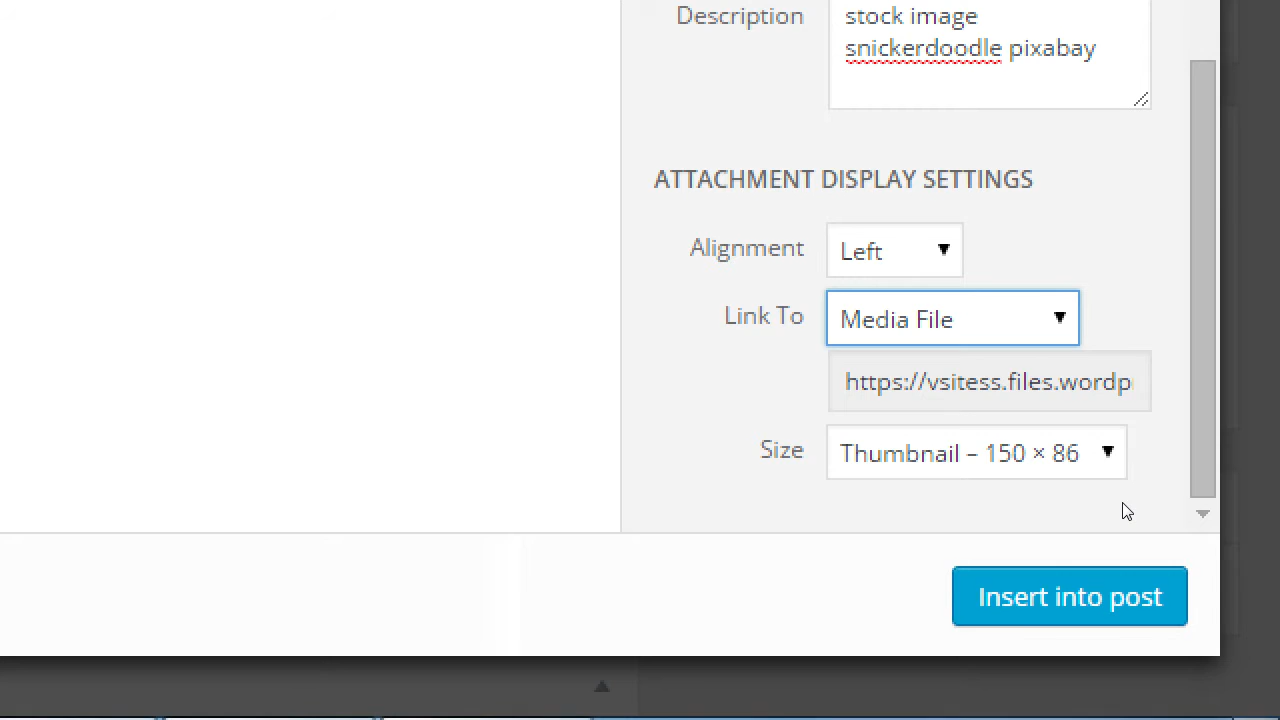 Description
stock image
snickerdoodle pixabay
ATTACHMENT DISPLAY SETTINGS
Alignment
Left
Link To
Media File
https://vsitess.files.wordp
Size
Thumbnail – 150 × 86
Insert into post